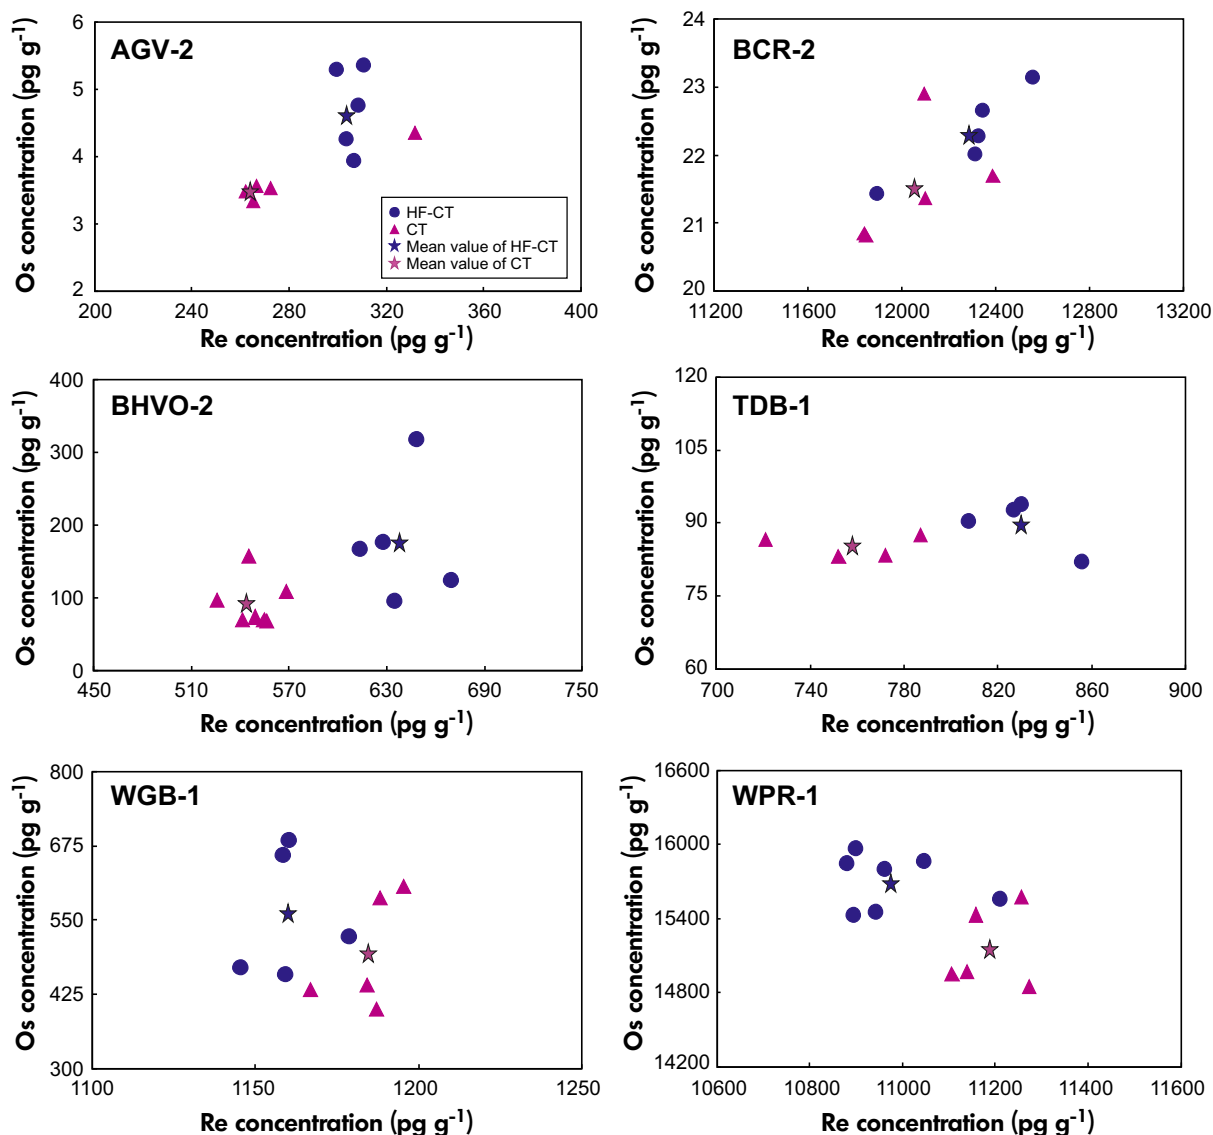 AGV-2
Os concentration (pg g-1)
6
5
4
3
2
200 240 280 320 360 400
Re concentration (pg g-1)
HF-CT
CT
Mean value of HF-CT
Mean value of CT
BCR-2
Os concentration (pg g-1)
24
23
22
21
20
11200 11600 12000 12400 12800 13200
Re concentration (pg g-1)
BHVO-2
Os concentration (pg g-1)
400
300
200
100
0
450 510 570 630 690 750
Re concentration (pg g-1)
TDB-1
Os concentration (pg g-1)
120
105
90
75
60
700 740 780 820 860 900
Re concentration (pg g-1)
WGB-1
Os concentration (pg g-1)
800
675
550
425
300
1100 1150 1200 1250
Re concentration (pg g-1)
WPR-1
Os concentration (pg g-1)
16600
16000
15400
14800
14200
10600 10800 11000 11200 11400 11600
Re concentration (pg g-1)